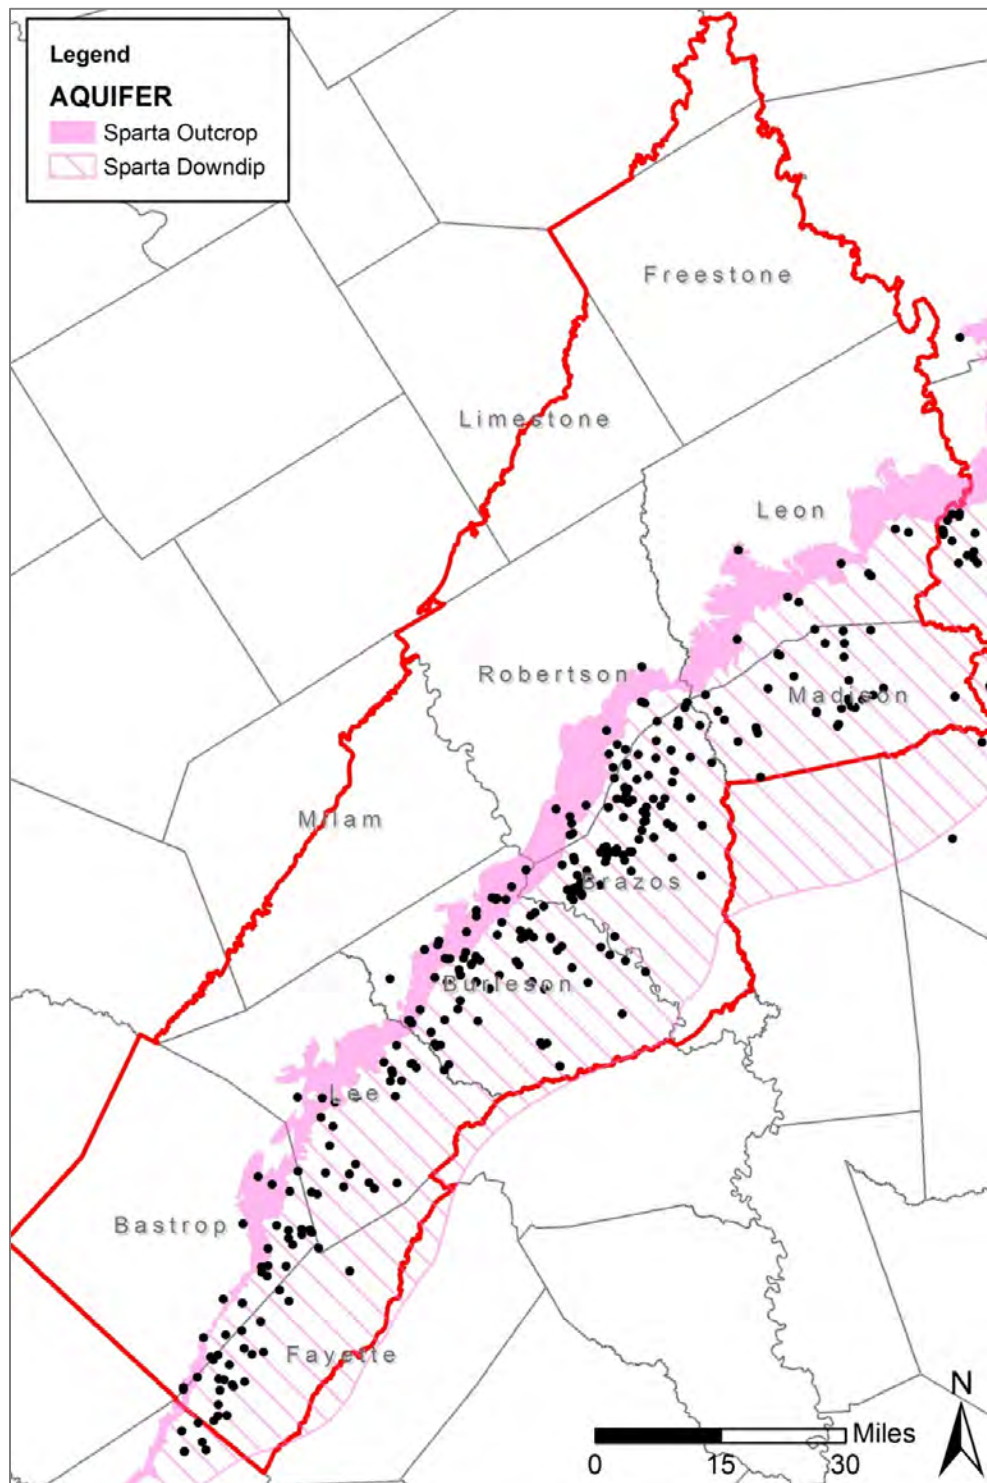 Legend
AQUIFER
Sparta Outcrop
Sparta Downdip
Freestone
Limestone
Leon
Robertson
Madison
Milam
Brazos
Burleson
Lee
Bastrop
Fayette
N
Miles
0 15 30